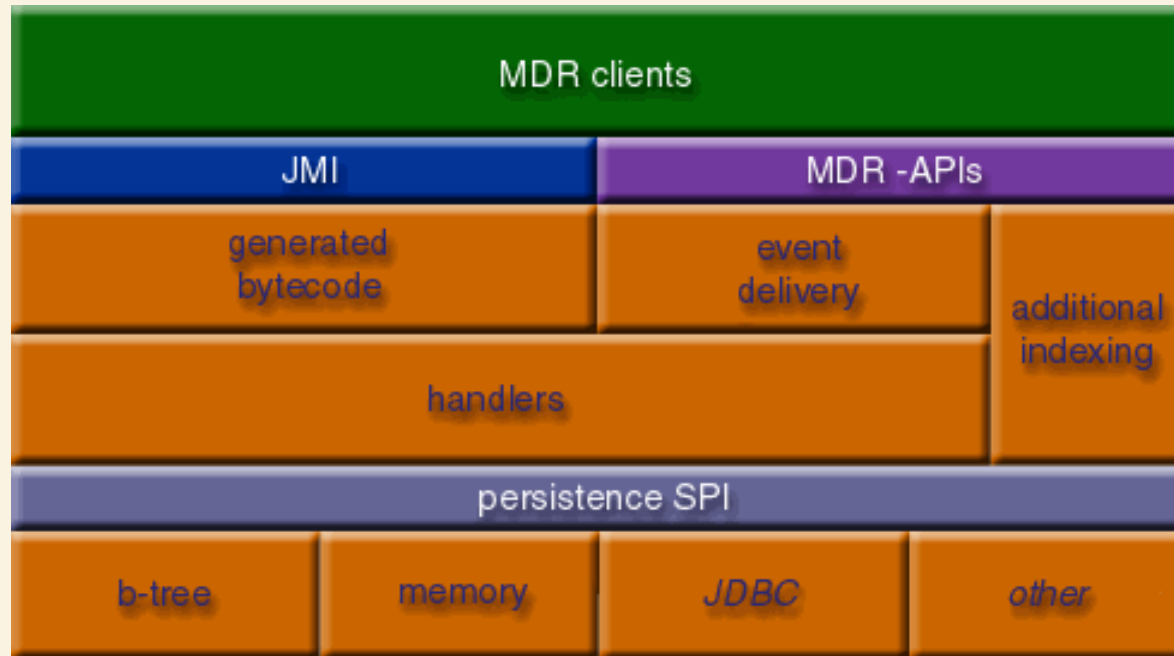 MDR clients
JMI
MDR -APIs
generated
bytecode
event
delivery
additional
indexing
handlers
persistence SPI
b-tree
memory
JDBC
other